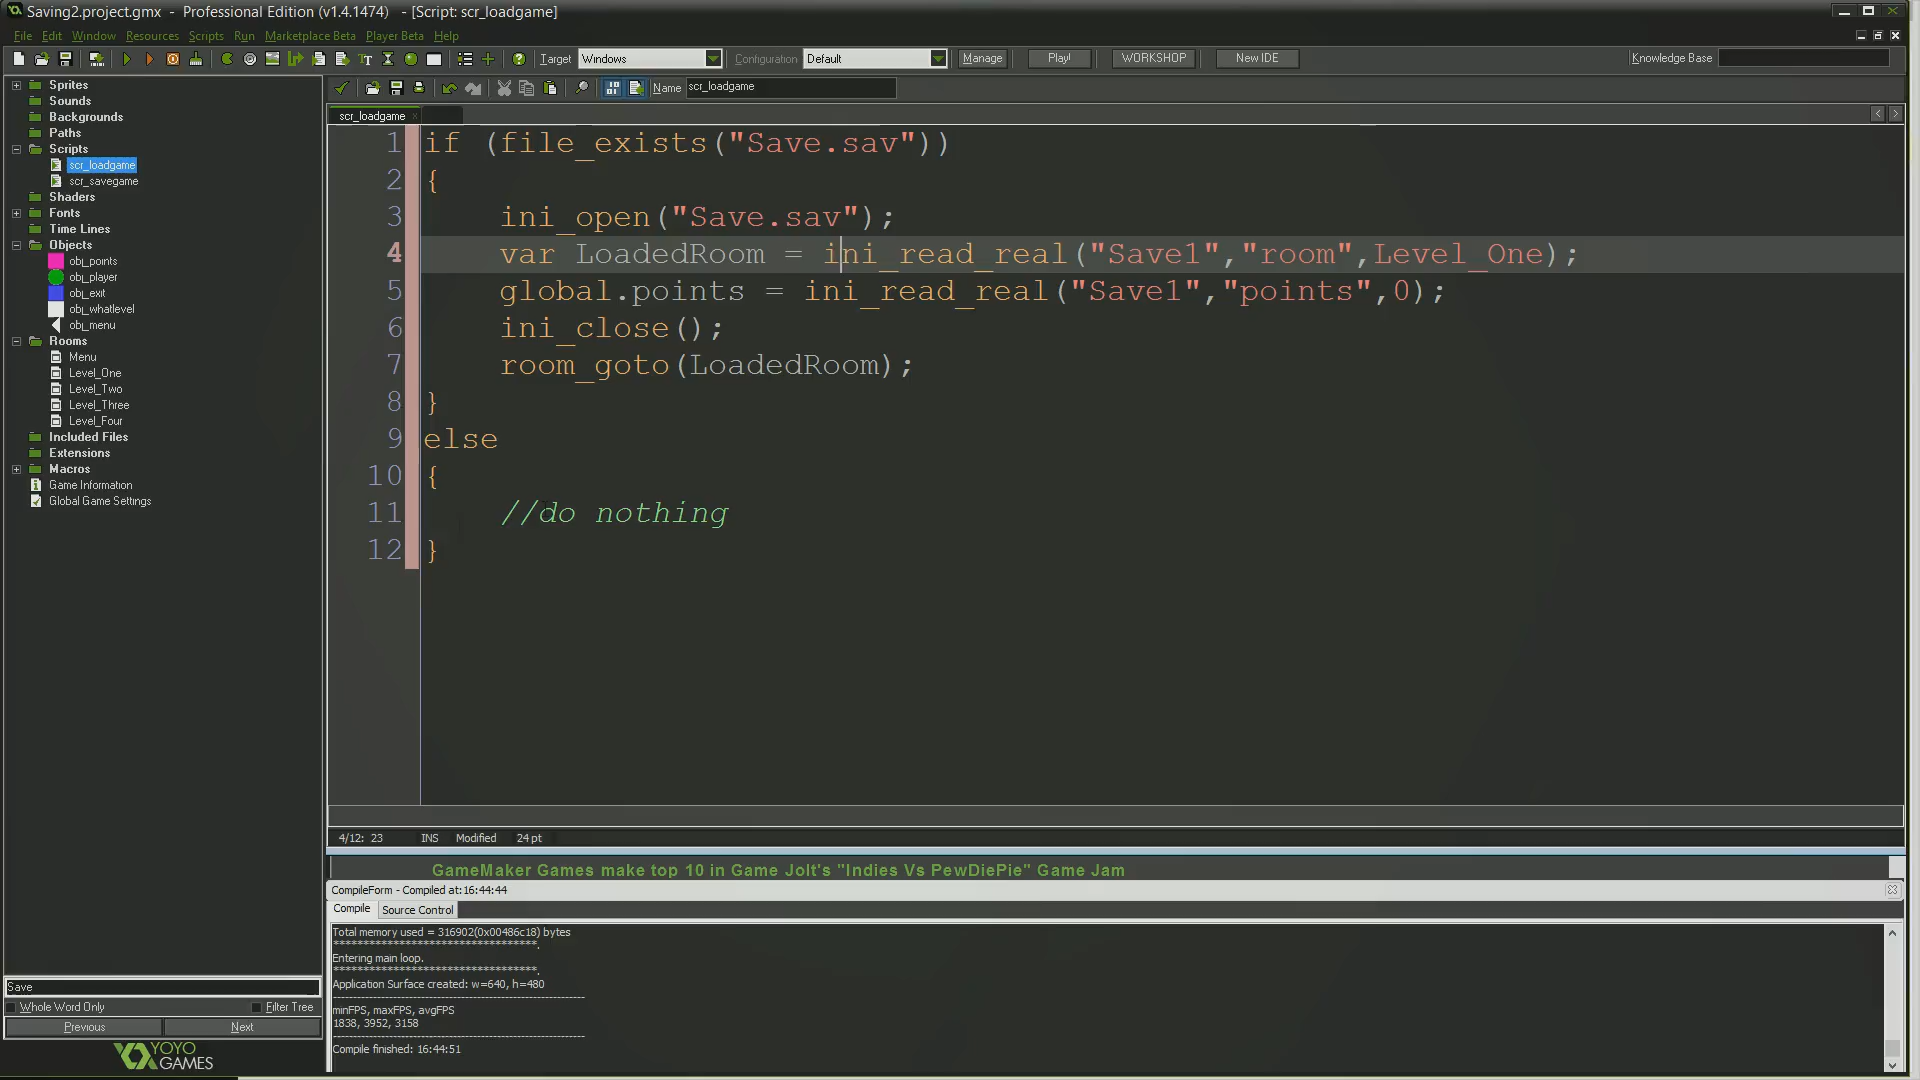 Saving2.project.gmx - Professional Edition (v1.4.1474) - [Script: scr_loadgame]
File Edit Window Resources Scripts Run Marketplace Beta Player Beta Help
Target Windows Configuration Default Manage Play! WORKSHOP New IDE Knowledge Base
Name scr_loadgame
scr_loadgame
Sprites
Sounds
Backgrounds
Paths
Scripts
scr_loadgame
scr_savegame
Shaders
Fonts
Time Lines
Objects
obj_points
obj_player
obj_exit
obj_whatlevel
obj_menu
Rooms
Menu
Level_One
Level_Two
Level_Three
Level_Four
Included Files
Extensions
Macros
Game Information
Global Game Settings
1 if (file_exists("Save.sav"))
2 {
3 ini_open("Save.sav");
4 var LoadedRoom = ini_read_real("Save1","room",Level_One);
5 global.points = ini_read_real("Save1","points",0);
6 ini_close();
7 room_goto(LoadedRoom);
8 }
9 else
10 {
11 //do nothing
12 }
4/12: 23 INS Modified 24 pt
GameMaker Games make top 10 in Game Jolt's "Indies Vs PewDiePie" Game Jam
CompileForm - Compiled at:16:44:44
Compile Source Control
Total memory used = 316902(0x00486c18) bytes
**********************************.
Entering main loop.
**********************************.
Application Surface created: w=640, h=480
---------------------------------------------------------------
minFPS, maxFPS, avgFPS
1838, 3952, 3158
---------------------------------------------------------------
Compile finished: 16:44:51
Save
Whole Word Only Filter Tree
Previous Next
YOYO
GAMES